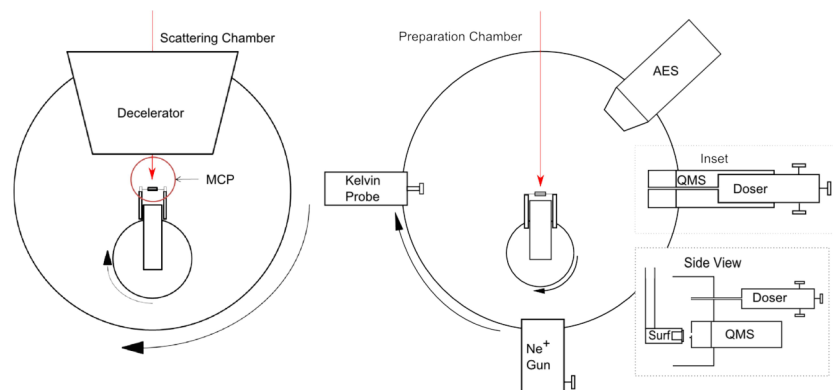 Scattering Chamber
Decelerator
MCP
Preparation Chamber
AES
Kelvin
Probe
Ne+
Gun
Inset
QMS
Doser
Side View
Doser
Surf
QMS